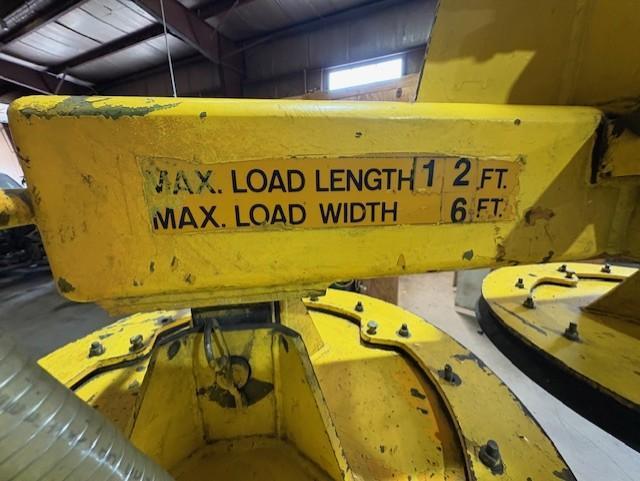 MAX. LOAD LENGTH 12 FT.
MAX. LOAD WIDTH 6 FT.